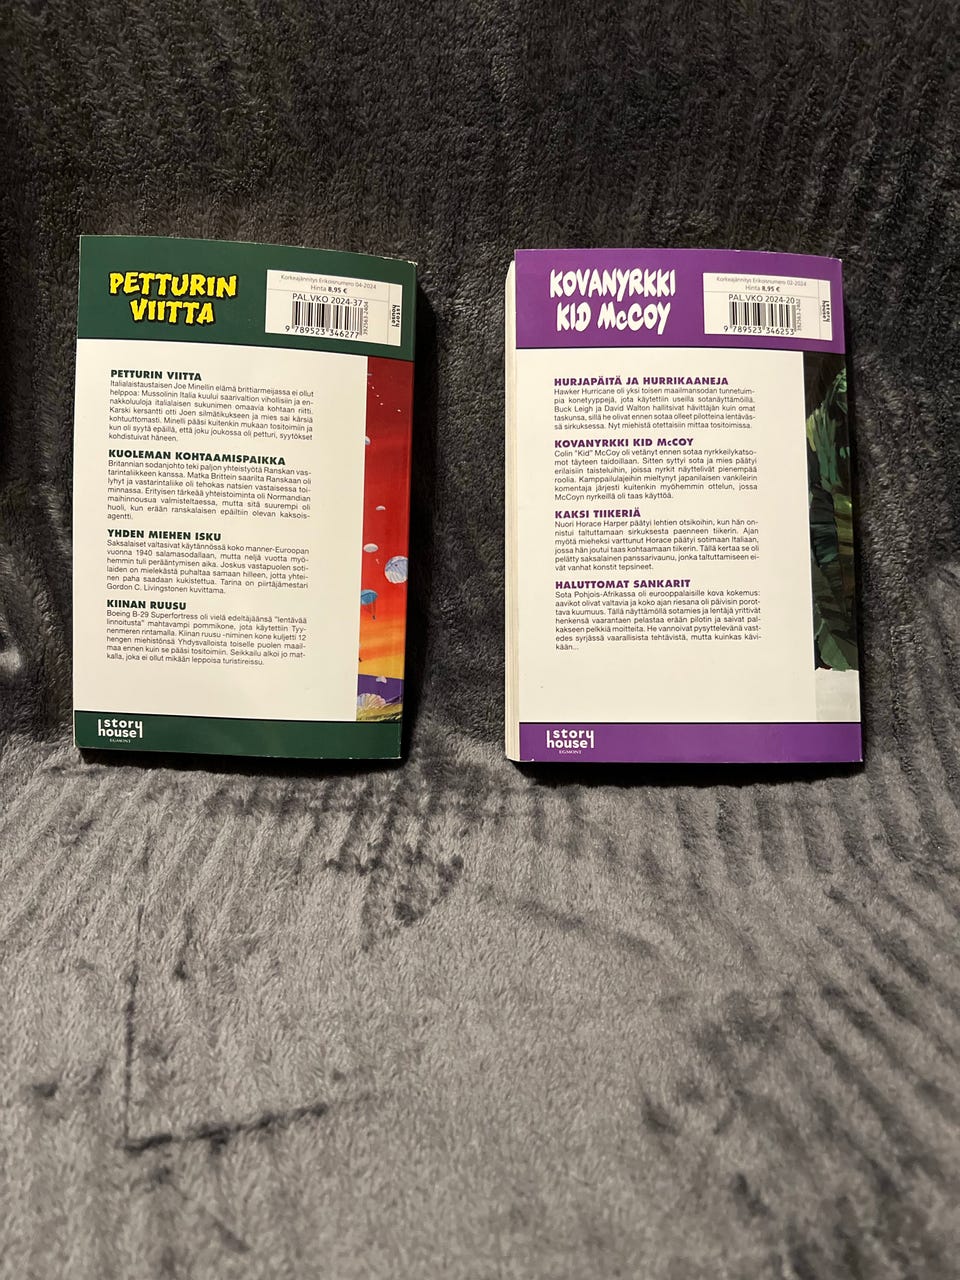 PETTURIN
VIITTA
Korkeajännitys Erikoisnumero 04-2024
Hinta 8,95 €
PAL.VKO 2024-37
9 789523 346277
392563-2404
story
house
PETTURIN VIITTA
Italialaistaustaisen Joe Minellin elämä brittiarmeijassa ei ollut
helppoa: Mussolinin Italia kuului saarivaltion vihollisiin ja en-
nakkoluuloja italialaisen sukunimen omaavia kohtaan riitti.
Karski kersantti otti Joen silmätikukseen ja mies sai kärsiä
kohtuuttomasti. Minelli pääsi kuitenkin mukaan tositoimiin ja
kun oli syytä epäillä, että joku joukossa oli petturi, syytökset
kohdistuivat häneen.
KUOLEMAN KOHTAAMISPAIKKA
Britannian sodanjohto teki paljon yhteistyötä Ranskan vas-
tarintaliikkeen kanssa. Matka Brittein saarilta Ranskaan oli
lyhyt ja vastarintaliike oli tehokas natsien vastaisessa toi-
minnassa. Erityisen tärkeää yhteistoiminta oli Normandian
maihinnousua valmisteltaessa, mutta sitä suurempi oli
huoli, kun erään ranskalaisen epäiltiin olevan kaksois-
agentti.
YHDEN MIEHEN ISKU
Saksalaiset valtasivat käytännössä koko manner-Euroopan
vuonna 1940 salamasodallaan, mutta neljä vuotta myö-
hemmin tuli perääntymisen aika. Joskus vastapuolen soti-
laiden on mielekästä puhaltaa samaan hiileen, jotta yhtei-
nen paha saadaan kukistettua. Tarina on piirtäjämestari
Gordon C. Livingstonen kuvittama.
KIINAN RUUSU
Boeing B-29 Superfortress oli vielä edeltäjäänsä "lentävää
linnoitusta" mahtavampi pommikone, jota käytettiin Tyy-
nenmeren rintamalla. Kiinan ruusu -niminen kone kuljetti 12
hengen miehistönsä Yhdysvalloista toiselle puolen maail-
maa ennen kuin se pääsi tositoimiin. Seikkailu alkoi jo mat-
kalla, joka ei ollut mikään leppoisa turistireissu.
story
house
EGMONT
KOVANYRKKI
KID McCOY
Korkeajännitys Erikoisnumero 02-2024
Hinta 8,95 €
PAL.VKO 2024-20
9 789523 346253
392563-2402
story
house
HURJAPÄITÄ JA HURRIKAANEJA
Hawker Hurricane oli yksi toisen maailmansodan tunnetuim-
pia konetyyppejä, jota käytettiin useilla sotanäyttämöillä.
Buck Leigh ja David Walton hallitsivat hävittäjän kuin omat
taskunsa, sillä he olivat ennen sotaa olleet pilotteina lentäväs-
sä sirkuksessa. Nyt miehistä otettaisiin mittaa tositoimissa.
KOVANYRKKI KID McCOY
Colin "Kid" McCoy oli vetänyt ennen sotaa nyrkkeilykatso-
mot täyteen taidoillaan. Sitten syttyi sota ja mies päätyi
erilaisiin taisteluihin, joissa nyrkit näyttelivät pienempää
roolia. Kamppailulajeihin mieltynyt japanilaisen vankileirin
komentaja järjesti kuitenkin myöhemmin ottelun, jossa
McCoyn nyrkeillä oli taas käyttöä.
KAKSI TIIKERIÄ
Nuori Horace Harper päätyi lehtien otsikoihin, kun hän on-
nistui taltuttamaan sirkuksesta paenneen tiikerin. Ajan
myötä mieheksi varttunut Horace päätyi sotimaan Italiaan,
jossa hän joutui taas kohtaamaan tiikerin. Tällä kertaa se oli
pelätty saksalainen panssarivaunu, jonka taltuttamiseen ei-
vät vanhat konstit tepsineet.
HALUTTOMAT SANKARIT
Sota Pohjois-Afrikassa oli eurooppalaisille kova kokemus:
aavikot olivat valtavia ja koko ajan riesana oli päivisin porot-
tava kuumuus. Tällä näyttämöllä sotamies ja lentäjä yrittivät
henkensä vaarantaen pelastaa erään pilotin ja saivat pal-
kakseen pelkkiä moitteita. He vannoivat pysyttelevänä vast-
edes syrjässä vaarallisista tehtävistä, mutta kuinkas kävi-
kään...
story
house
EGMONT